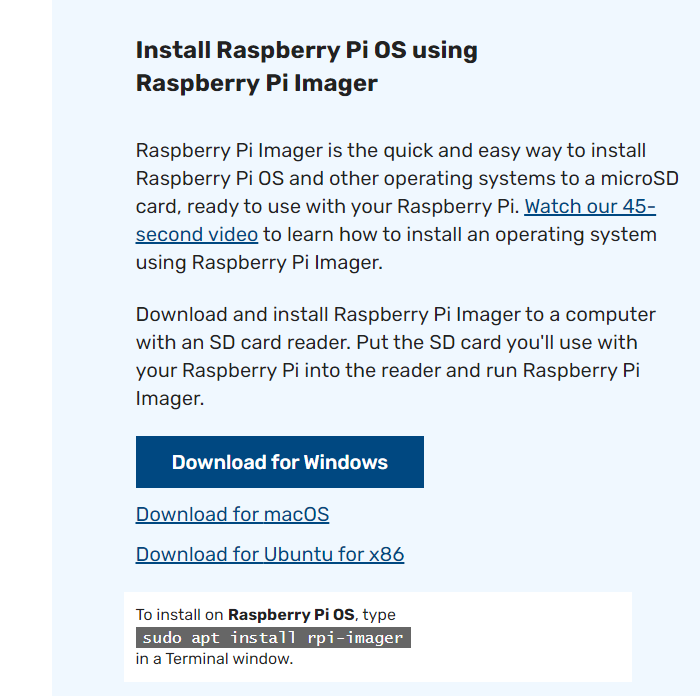 Install Raspberry Pi OS using
Raspberry Pi Imager
Raspberry Pi Imager is the quick and easy way to install
Raspberry Pi OS and other operating systems to a microSD
card, ready to use with your Raspberry Pi. Watch our 45-
second video to learn how to install an operating system
using Raspberry Pi Imager.
Download and install Raspberry Pi Imager to a computer
with an SD card reader. Put the SD card you'll use with
your Raspberry Pi into the reader and run Raspberry Pi
Imager.
Download for Windows
Download for macOS
Download for Ubuntu for x86
To install on Raspberry Pi OS, type
sudo apt install rpi-imager
in a Terminal window.